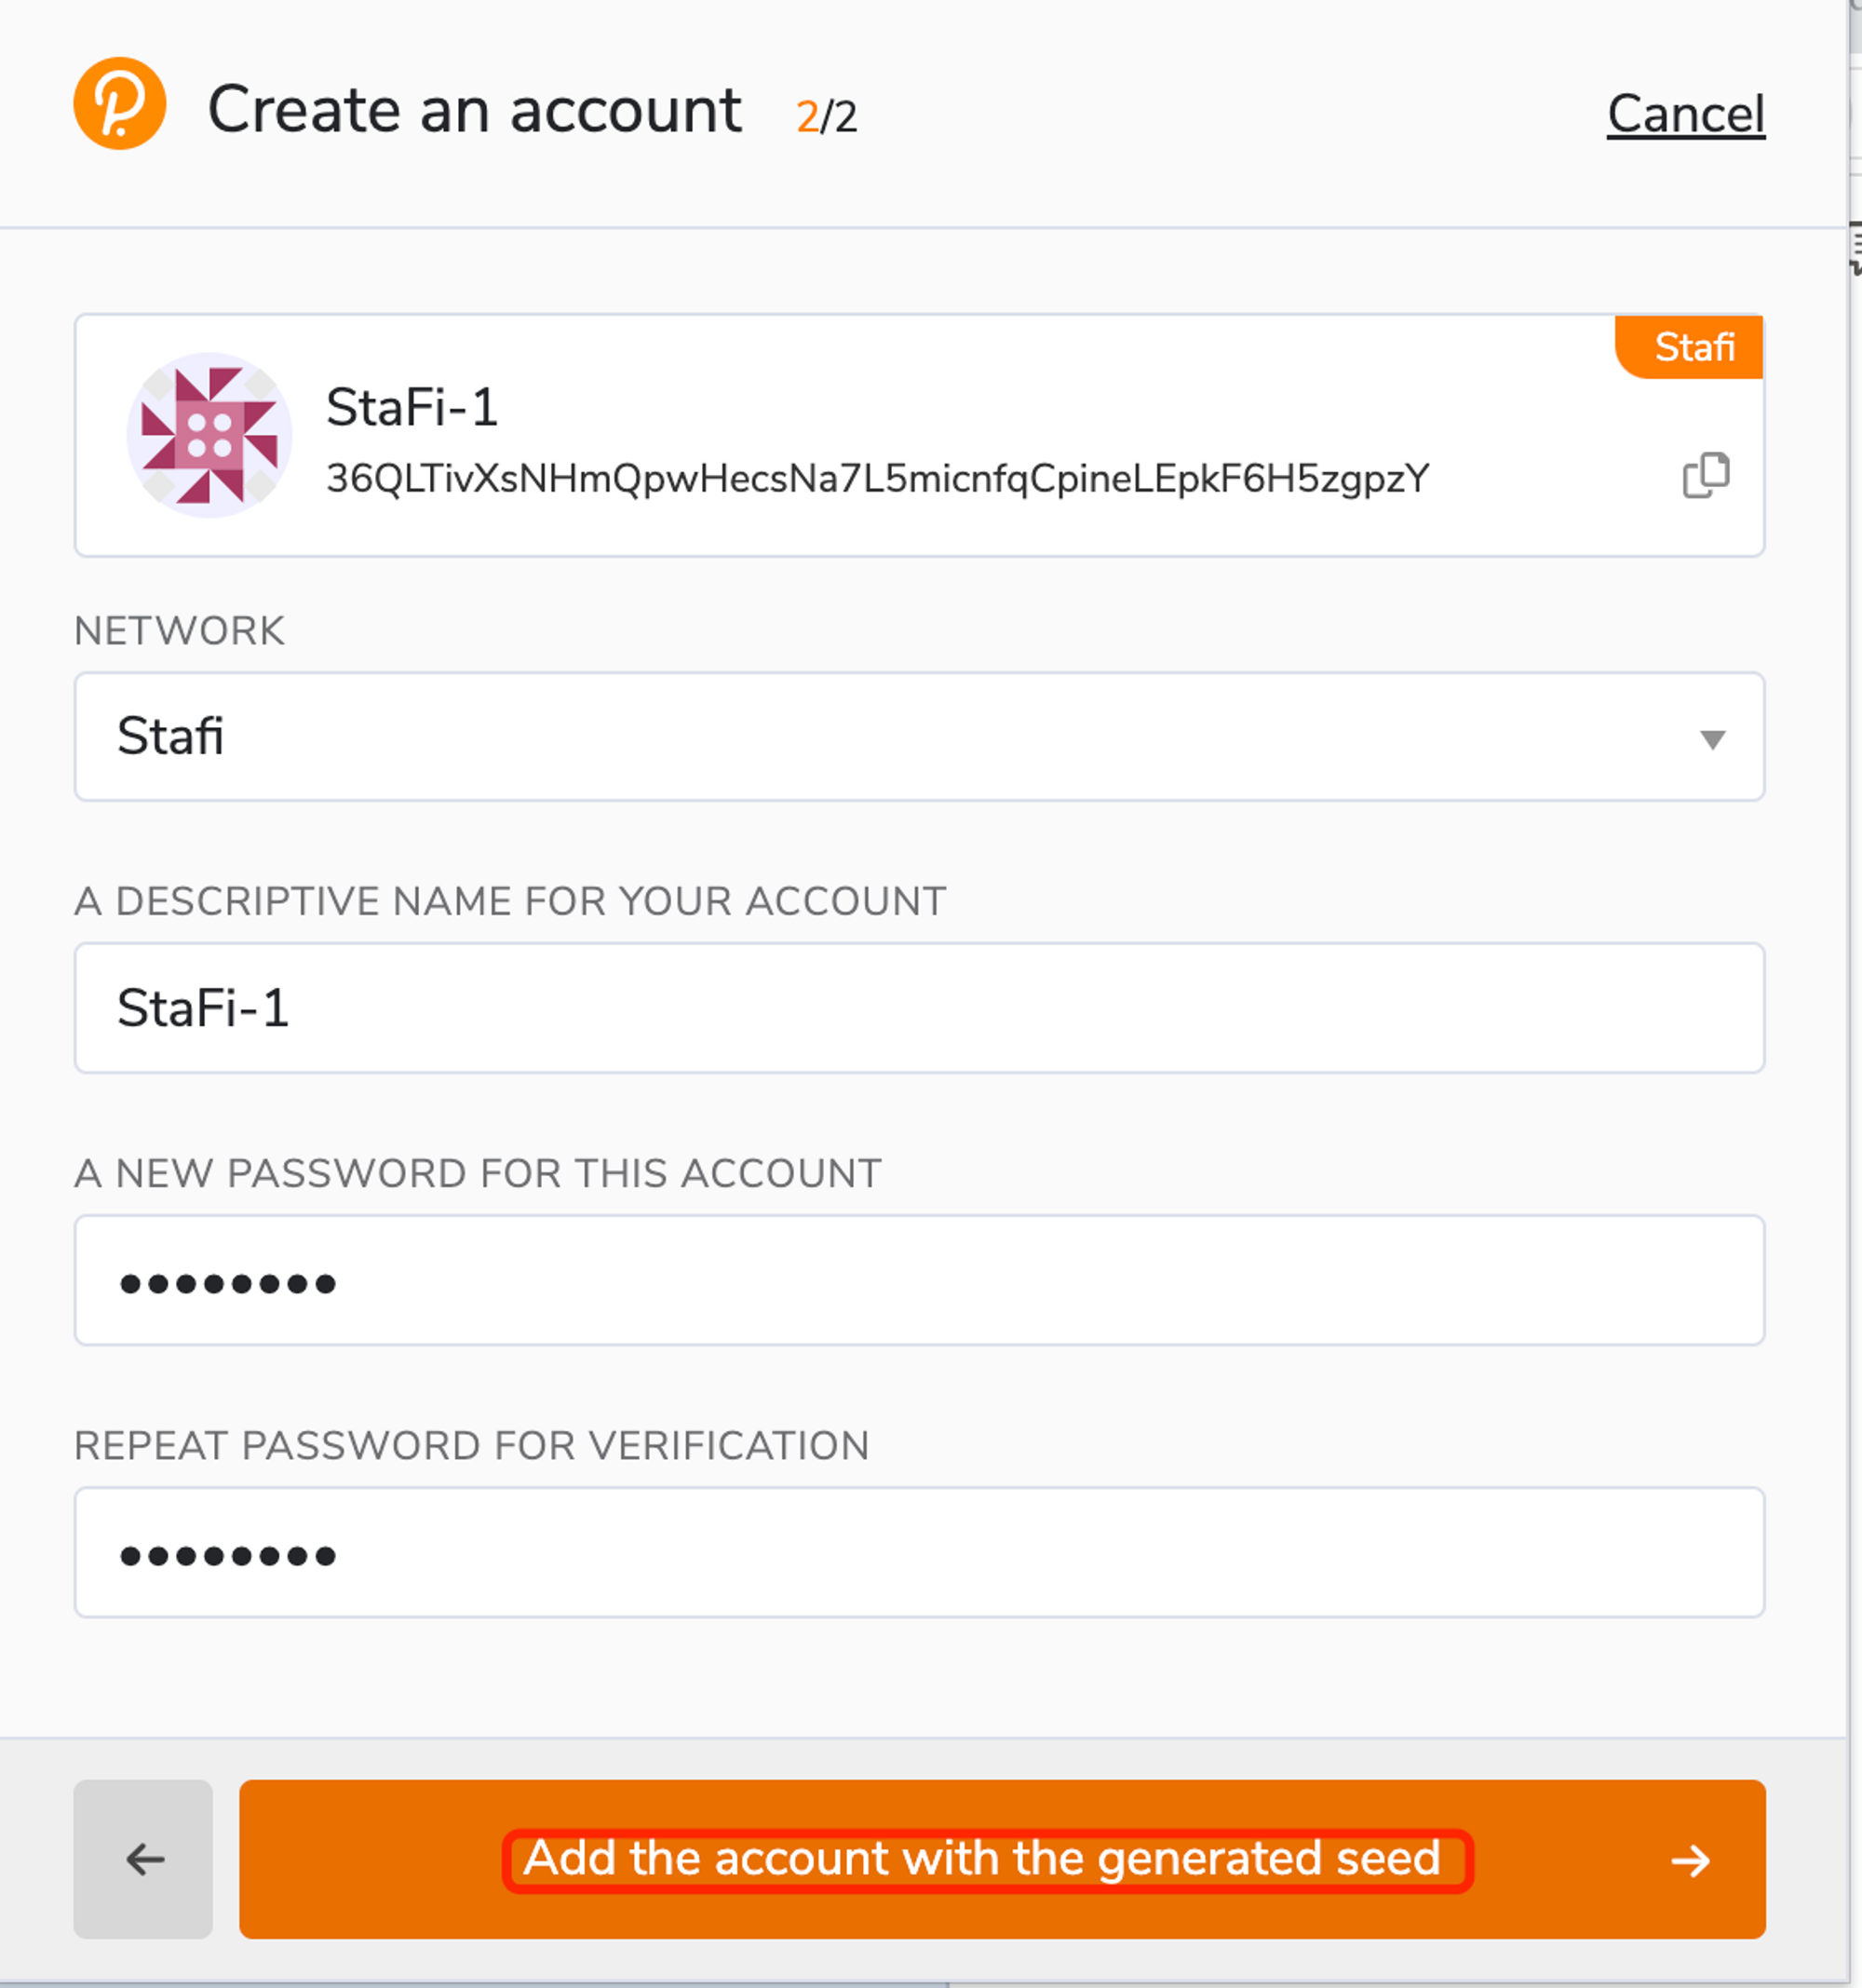 Create an account 2/2 Cancel
Stafi
StaFi-1
36QLTivXsNHmQpwHecsNa7L5micnfqCpineLEpkF6H5zgpzY
NETWORK
Stafi
A DESCRIPTIVE NAME FOR YOUR ACCOUNT
StaFi-1
A NEW PASSWORD FOR THIS ACCOUNT
••••••••
REPEAT PASSWORD FOR VERIFICATION
••••••••
Add the account with the generated seed